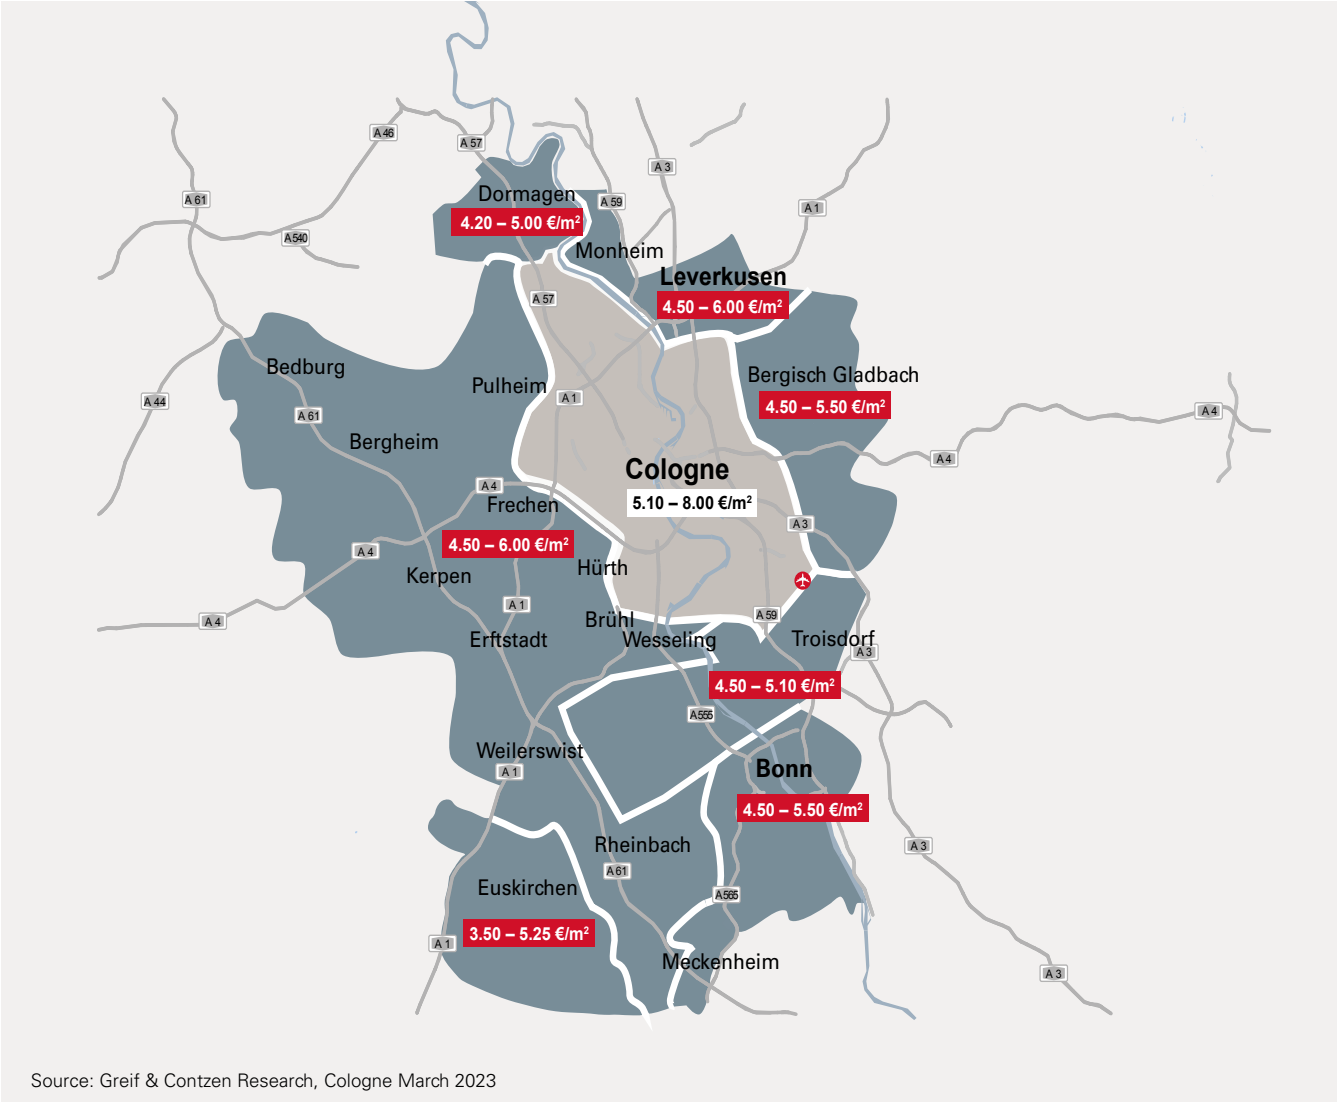 A 46
A 57
A 3
A 61
Dormagen
A 59
A 1
4.20 – 5.00 €/m²
A540
Monheim
Leverkusen
A 57
4.50 – 6.00 €/m²
Bedburg
Pulheim
Bergisch Gladbach
A 44
A 1
4.50 – 5.50 €/m²
A 61
A 4
Bergheim
A 4
Cologne
A 4
5.10 – 8.00 €/m²
Frechen
A 3
A 4
4.50 – 6.00 €/m²
Hürth
Kerpen
A 1
A 4
Brühl
A 59
Erftstadt
Wesseling
Troisdorf
A 3
4.50 – 5.10 €/m²
A555
Weilerswist
A 1
Bonn
4.50 – 5.50 €/m²
Rheinbach
A 3
A 61
Euskirchen
A565
3.50 – 5.25 €/m²
A 1
Meckenheim
A 3
Source: Greif & Contzen Research, Cologne March 2023